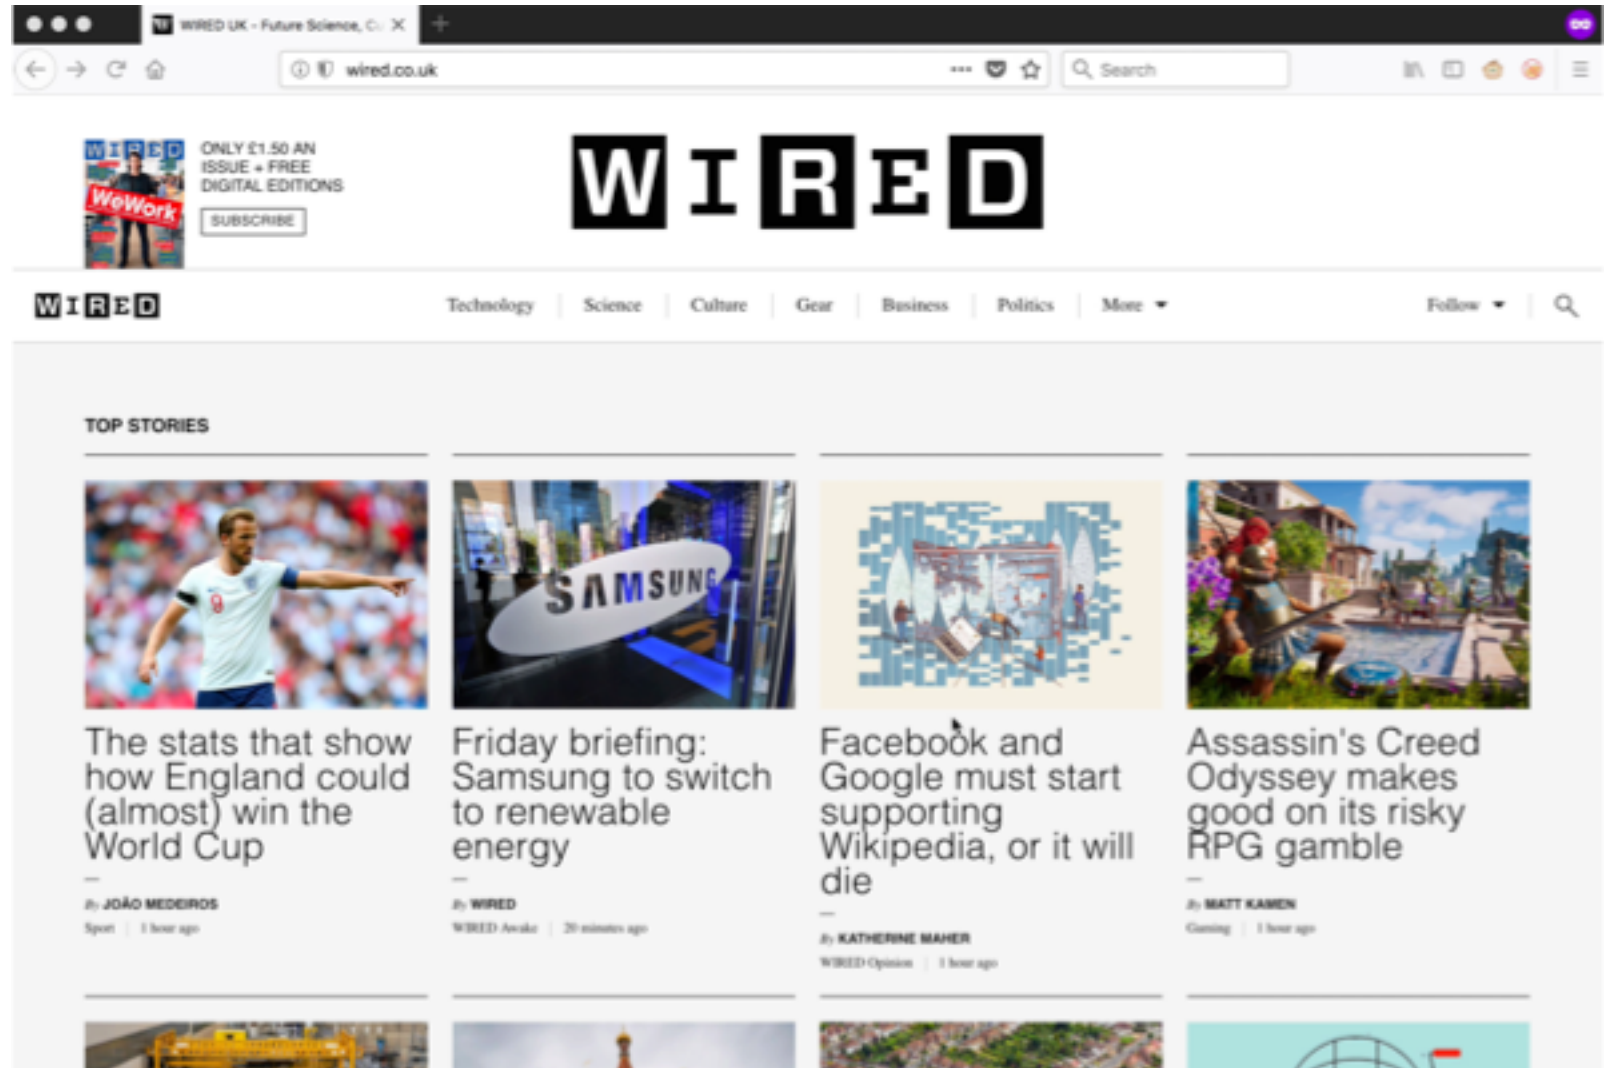 WIRED UK - Future Science, Cu
wired.co.uk
Search
WIRED
WeWork
ONLY £1.50 AN
ISSUE + FREE
DIGITAL EDITIONS
SUBSCRIBE
WIRED
WIRED
Technology
Science
Culture
Gear
Business
Politics
More
Follow
TOP STORIES
9
SAMSUNG
The stats that show
how England could
(almost) win the
World Cup
By JOÃO MEDEIROS
Sport | 1 hour ago
Friday briefing:
Samsung to switch
to renewable
energy
By WIRED
WIRED Awake | 20 minutes ago
Facebook and
Google must start
supporting
Wikipedia, or it will
die
By KATHERINE MAHER
WIRED Opinion | 1 hour ago
Assassin's Creed
Odyssey makes
good on its risky
RPG gamble
By MATT KAMEN
Gaming | 1 hour ago